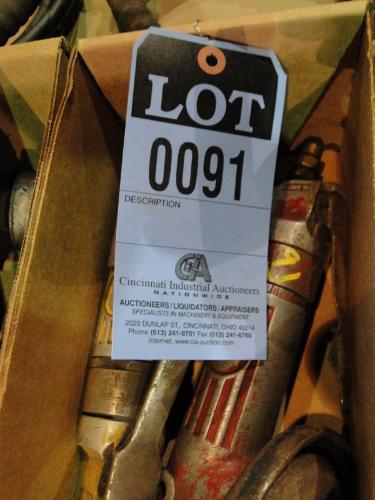 LOT
0091
DESCRIPTION
CIA
Cincinnati Industrial Auctioneers
NATIONWIDE
AUCTIONEERS/LIQUIDATORS/APPRAISERS
SPECIALISTS IN MACHINERY & EQUIPMENT
2020 DUNLAP ST., CINCINNATI, OHIO 45214
Phone (513) 241-9701 Fax (513) 241-6760
Internet: www.cia-auction.com